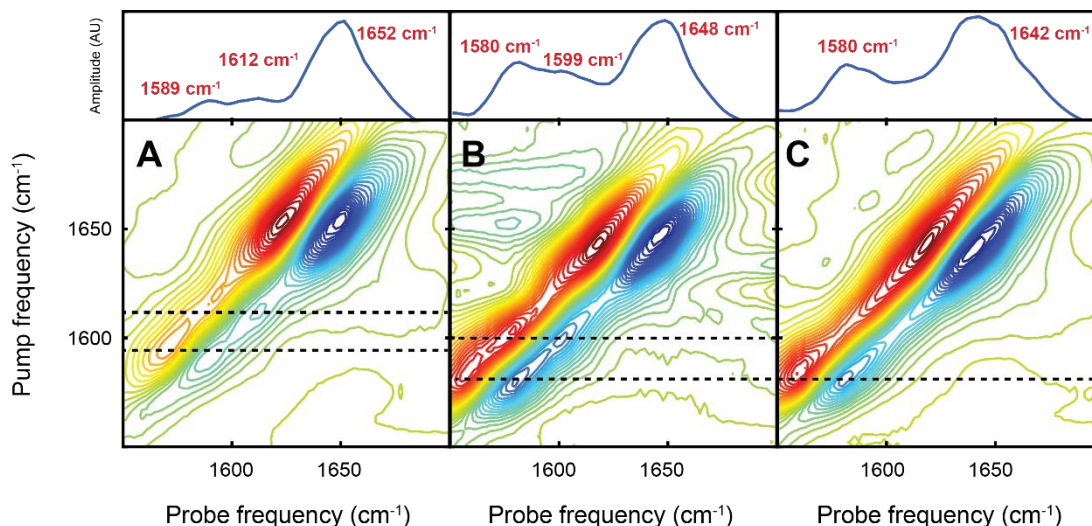 Amplitude (AU)
1589 cm⁻¹
1612 cm⁻¹
1652 cm⁻¹
1580 cm⁻¹
1599 cm⁻¹
1648 cm⁻¹
1580 cm⁻¹
1642 cm⁻¹
A
B
C
Pump frequency (cm⁻¹)
1650
1600
1600 1650
1600 1650
1600 1650
Probe frequency (cm⁻¹)
Probe frequency (cm⁻¹)
Probe frequency (cm⁻¹)